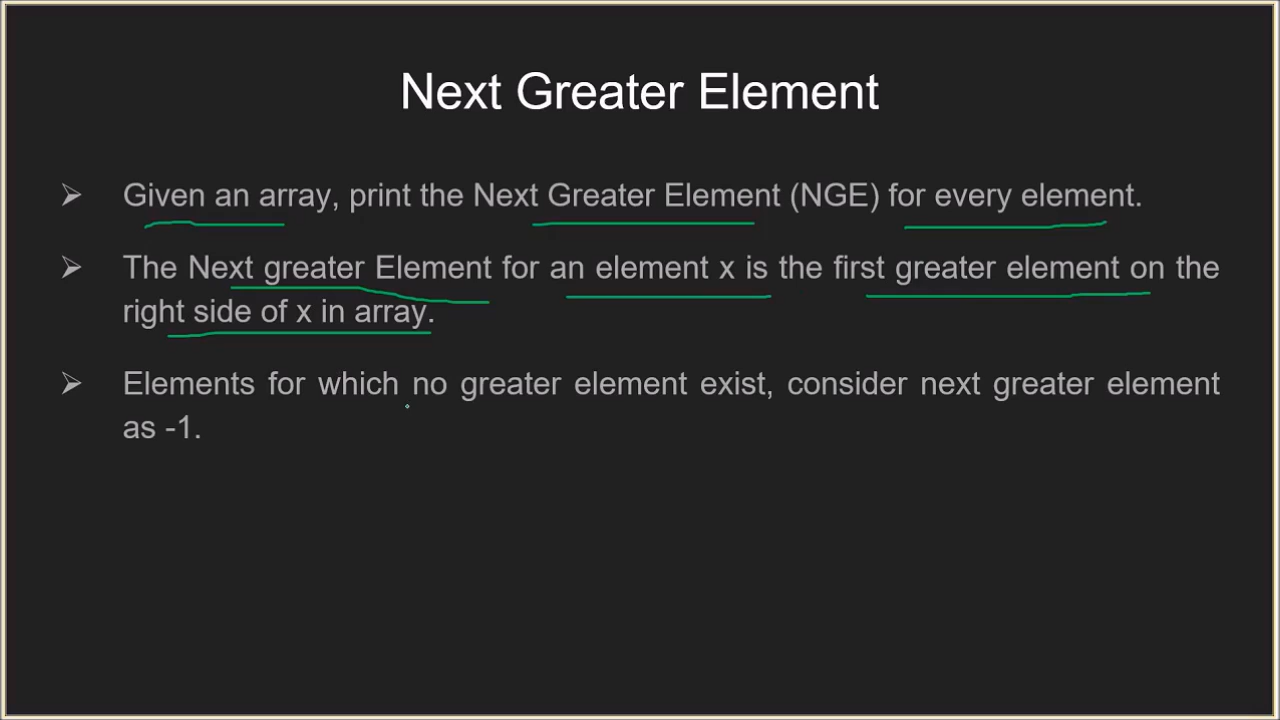 Next Greater Element
Given an array, print the Next Greater Element (NGE) for every element.
The Next greater Element for an element x is the first greater element on the
right side of x in array.
Elements for which no greater element exist, consider next greater element
as -1.